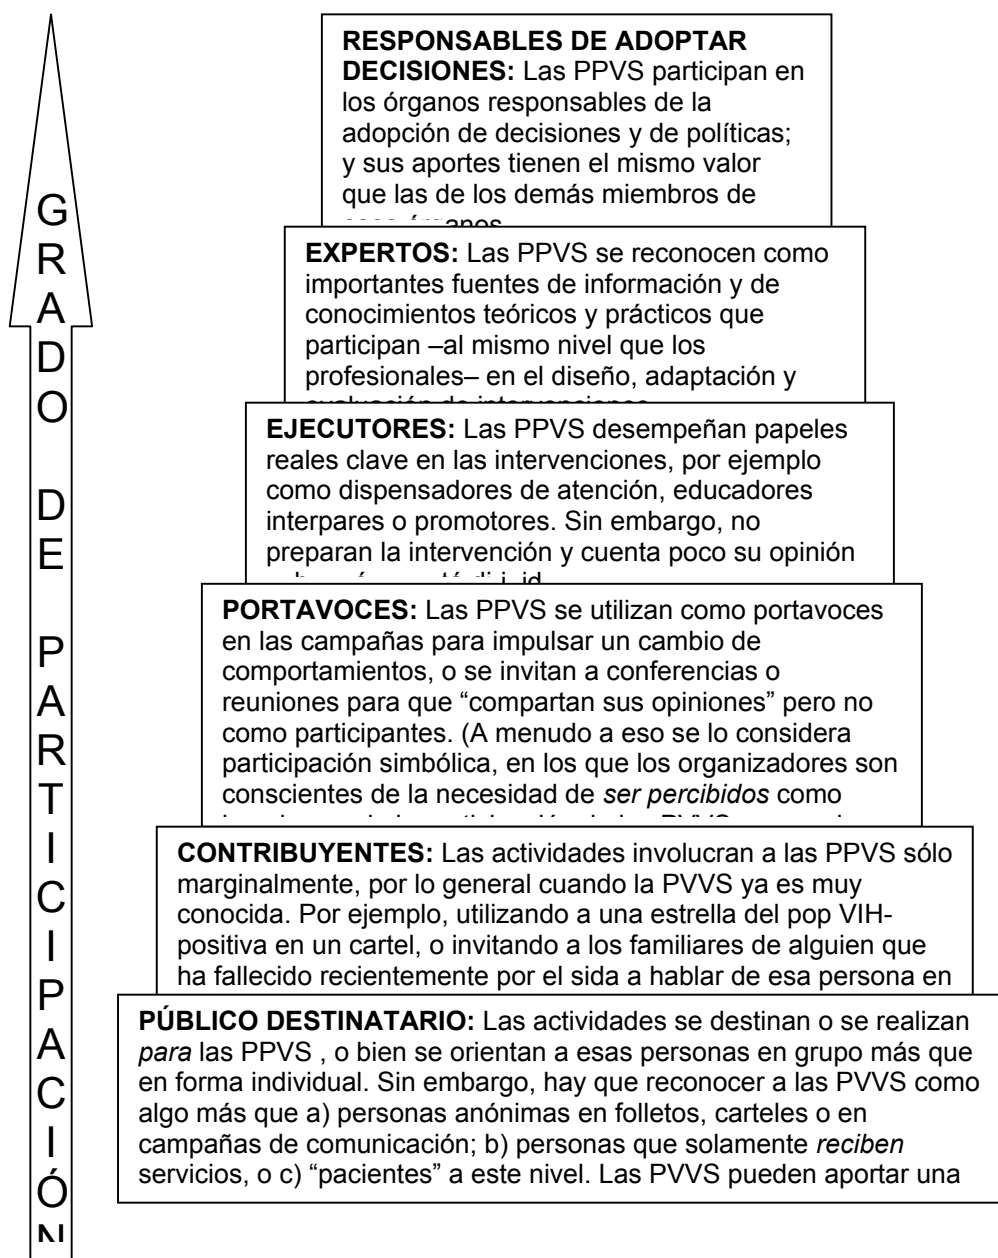 GRADO DE PARTICIPACIÓN
RESPONSABLES DE ADOPTAR
DECISIONES: Las PPVS participan en
los órganos responsables de la
adopción de decisiones y de políticas;
y sus aportes tienen el mismo valor
que las de los demás miembros de
órganos
EXPERTOS: Las PPVS se reconocen como
importantes fuentes de información y de
conocimientos teóricos y prácticos que
participan –al mismo nivel que los
profesionales– en el diseño, adaptación y
evaluación de intervenciones
EJECUTORES: Las PPVS desempeñan papeles
reales clave en las intervenciones, por ejemplo
como dispensadores de atención, educadores
interpares o promotores. Sin embargo, no
preparan la intervención y cuenta poco su opinión
PORTAVOCES: Las PPVS se utilizan como portavoces
en las campañas para impulsar un cambio de
comportamientos, o se invitan a conferencias o
reuniones para que “compartan sus opiniones” pero no
como participantes. (A menudo a eso se lo considera
participación simbólica, en los que los organizadores son
conscientes de la necesidad de ser percibidos como
CONTRIBUYENTES: Las actividades involucran a las PPVS sólo
marginalmente, por lo general cuando la PVVS ya es muy
conocida. Por ejemplo, utilizando a una estrella del pop VIH-
positiva en un cartel, o invitando a los familiares de alguien que
ha fallecido recientemente por el sida a hablar de esa persona en
PÚBLICO DESTINATARIO: Las actividades se destinan o se realizan
para las PPVS , o bien se orientan a esas personas en grupo más que
en forma individual. Sin embargo, hay que reconocer a las PVVS como
algo más que a) personas anónimas en folletos, carteles o en
campañas de comunicación; b) personas que solamente reciben
servicios, o c) “pacientes” a este nivel. Las PVVS pueden aportar una